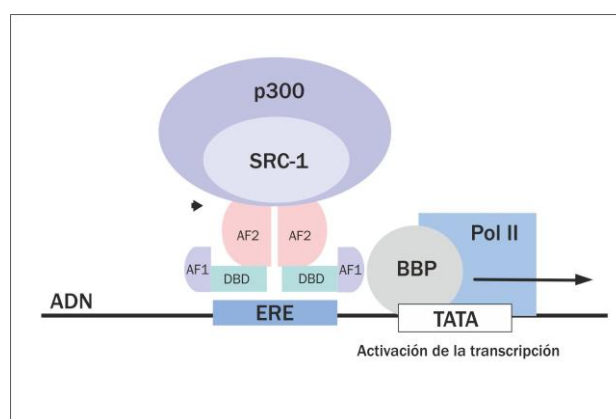 p300
SRC-1
AF2 AF2
Pol II
AF1 DBD DBD AF1 BBP
ADN ERE TATA
Activación de la transcripción